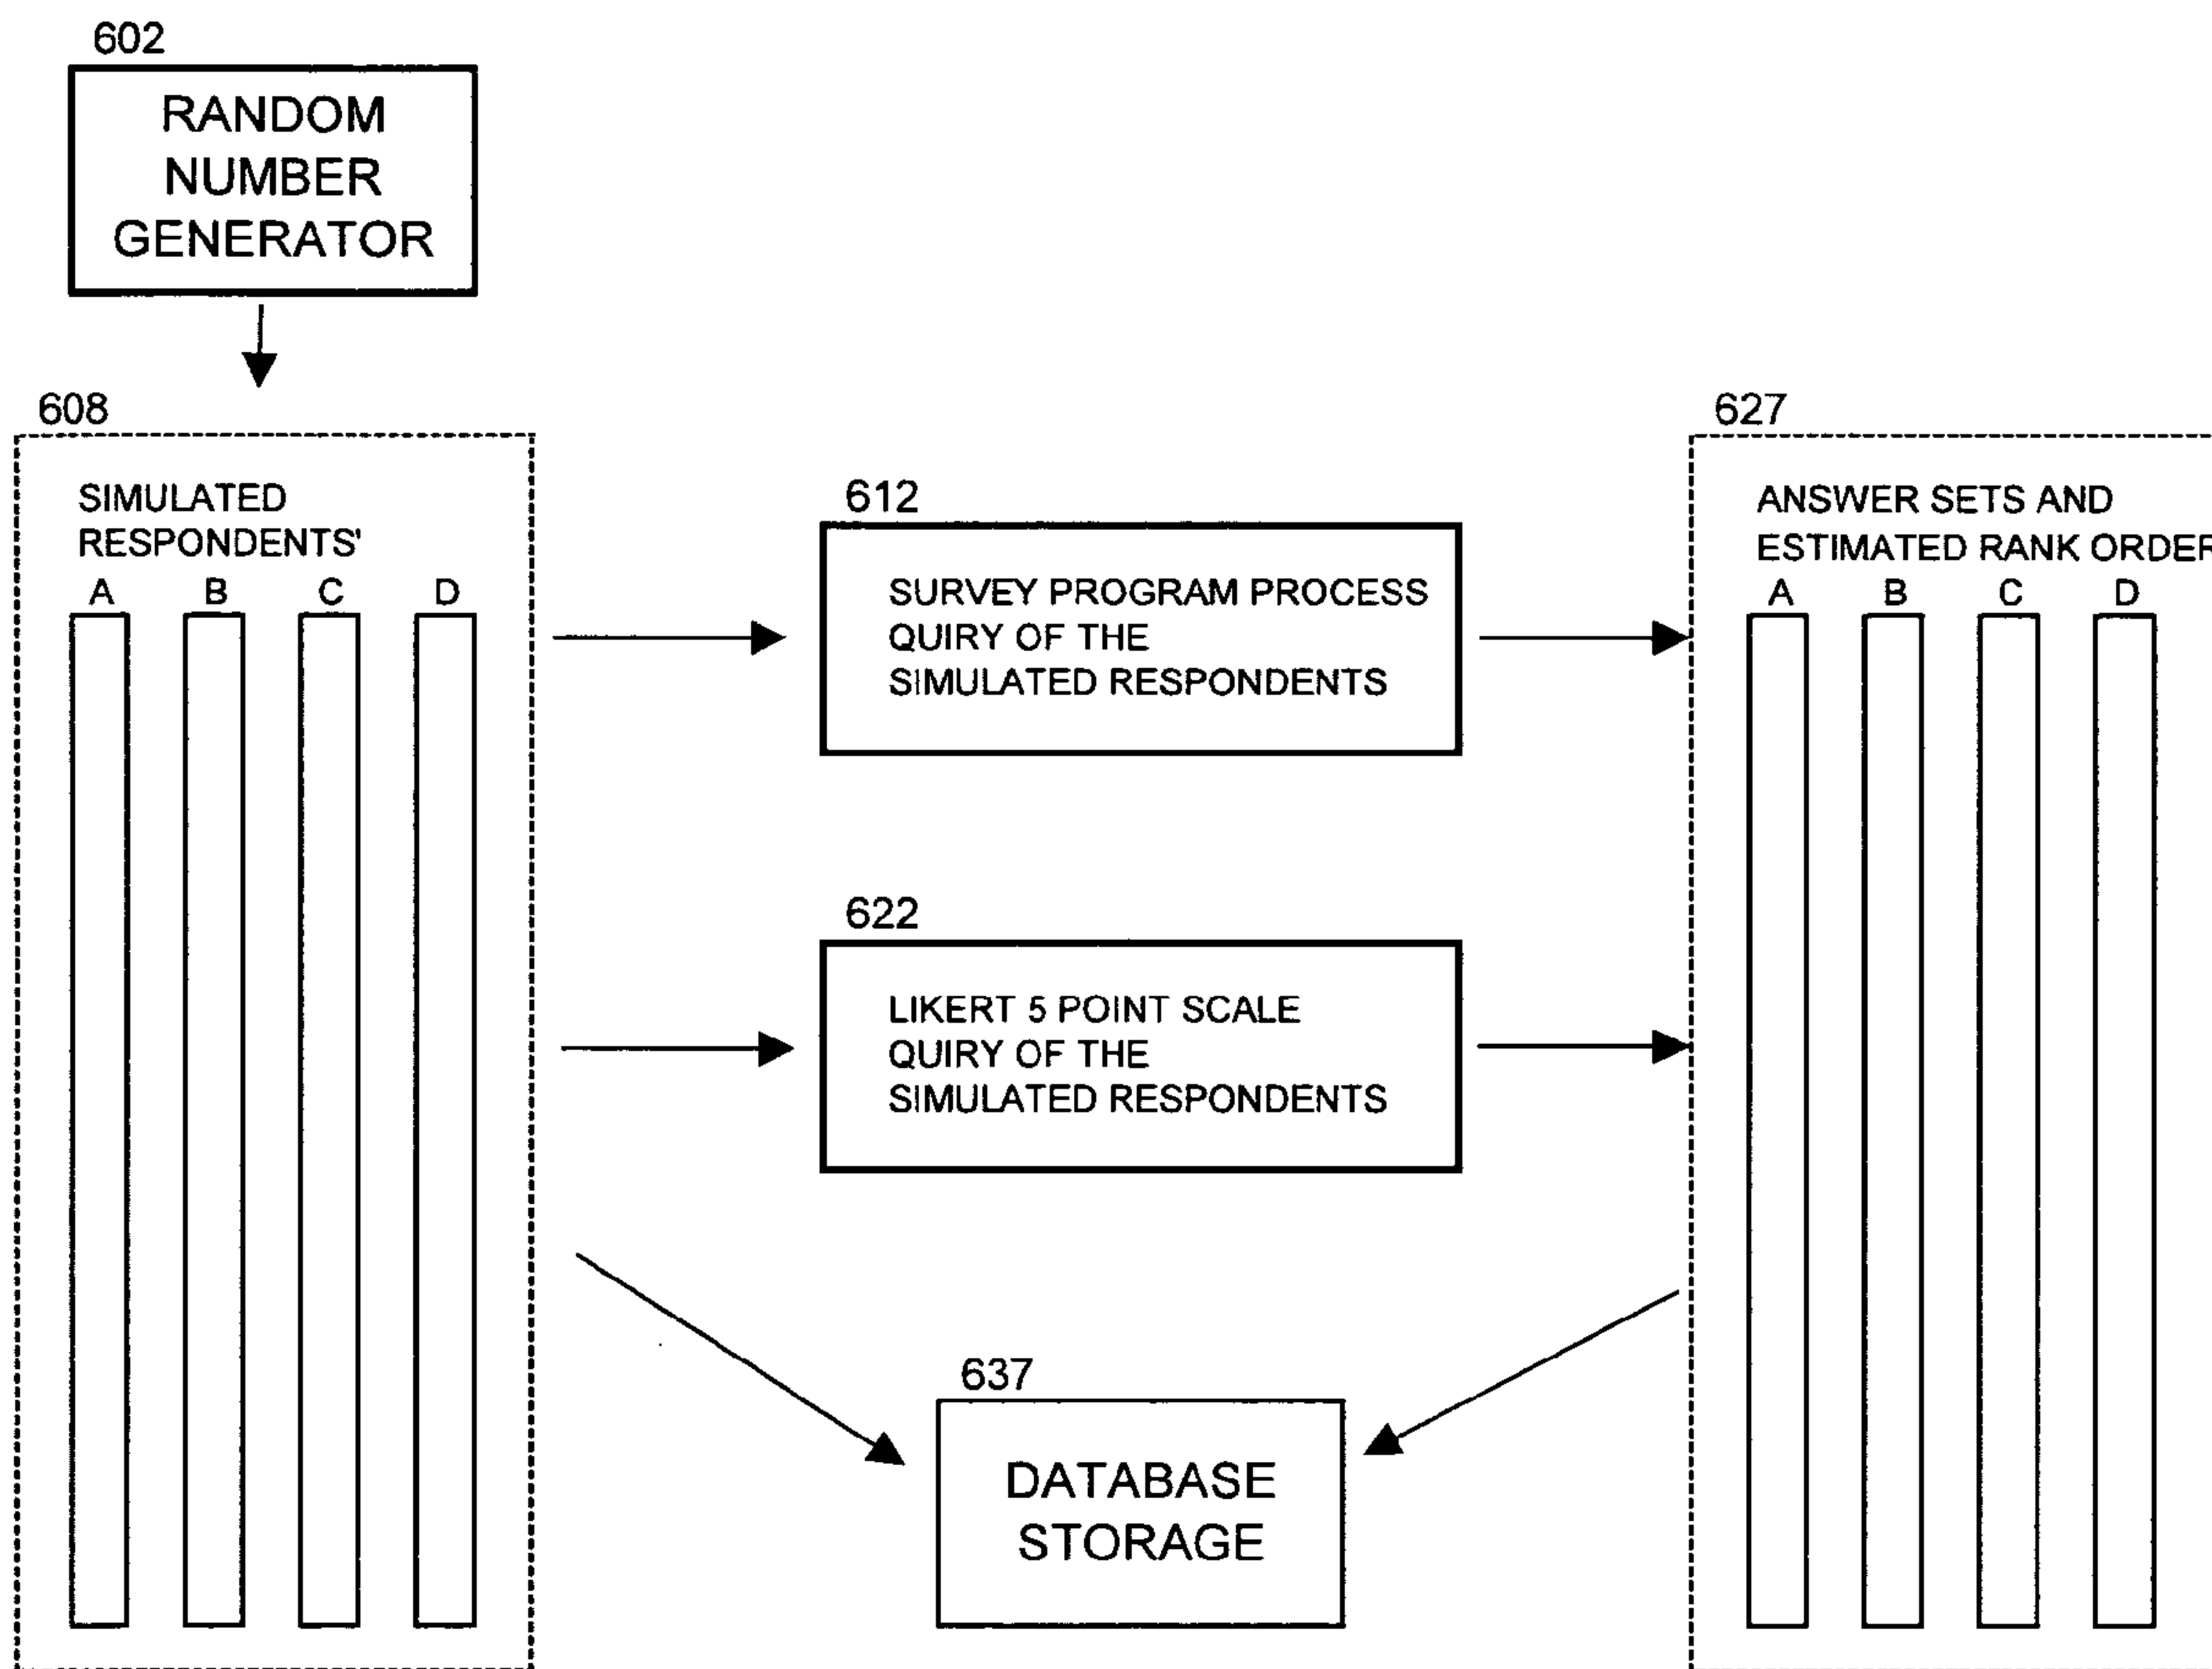 602
RANDOM
NUMBER
GENERATOR
608
SIMULATED
RESPONDENTS'
A B C D
612
SURVEY PROGRAM PROCESS
QUIRY OF THE
SIMULATED RESPONDENTS
622
LIKERT 5 POINT SCALE
QUIRY OF THE
SIMULATED RESPONDENTS
627
ANSWER SETS AND
ESTIMATED RANK ORDER
A B C D
637
DATABASE
STORAGE